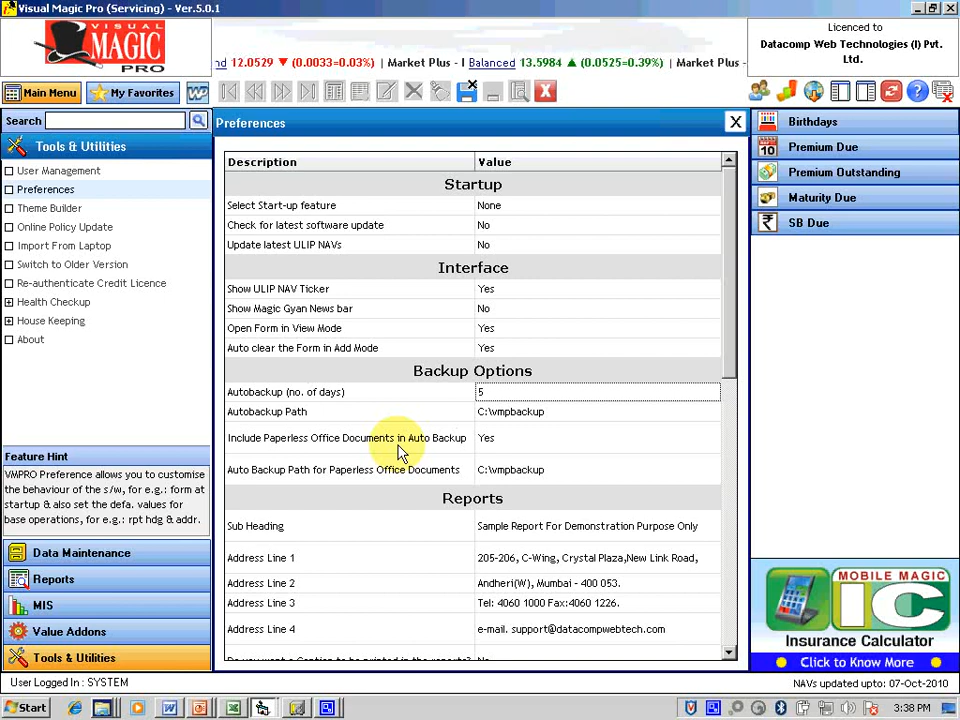 Visual Magic Pro (Servicing) - Ver.5.0.1
VISUAL
MAGIC
PRO
nd 12.0529 ▼ (0.0033=0.03%) | Market Plus - I Balanced 13.5984 ▲ (0.0525=0.39%) | Market Plus -
Licenced to
Datacomp Web Technologies (I) Pvt.
Ltd.
Main Menu
My Favorites
Search
Tools & Utilities
User Management
Preferences
Theme Builder
Online Policy Update
Import From Laptop
Switch to Older Version
Re-authenticate Credit Licence
Health Checkup
House Keeping
About
Feature Hint
VMPRO Preference allows you to customise
the behaviour of the s/w, for e.g.: form at
startup & also set the defa. values for
base operations, for e.g.: rpt hdg & addr.
Data Maintenance
Reports
MIS
Value Addons
Tools & Utilities
Preferences
X
Description Value
Startup
Select Start-up feature None
Check for latest software update No
Update latest ULIP NAVs No
Interface
Show ULIP NAV Ticker Yes
Show Magic Gyan News bar No
Open Form in View Mode Yes
Auto clear the Form in Add Mode Yes
Backup Options
Autobackup (no. of days) 5
Autobackup Path C:\vmpbackup
Include Paperless Office Documents in Auto Backup Yes
Auto Backup Path for Paperless Office Documents C:\vmpbackup
Reports
Sub Heading Sample Report For Demonstration Purpose Only
Address Line 1 205-206, C-Wing, Crystal Plaza,New Link Road,
Address Line 2 Andheri(W), Mumbai - 400 053.
Address Line 3 Tel: 4060 1000 Fax:4060 1226.
Address Line 4 e-mail. support@datacompwebtech.com
Do you want a Caption to be printed in the reports? No
Birthdays
Premium Due
Premium Outstanding
Maturity Due
SB Due
MOBILE MAGIC
IC
Insurance Calculator
Click to Know More
User Logged In : SYSTEM
NAVs updated upto: 07-Oct-2010
Start
3:38 PM